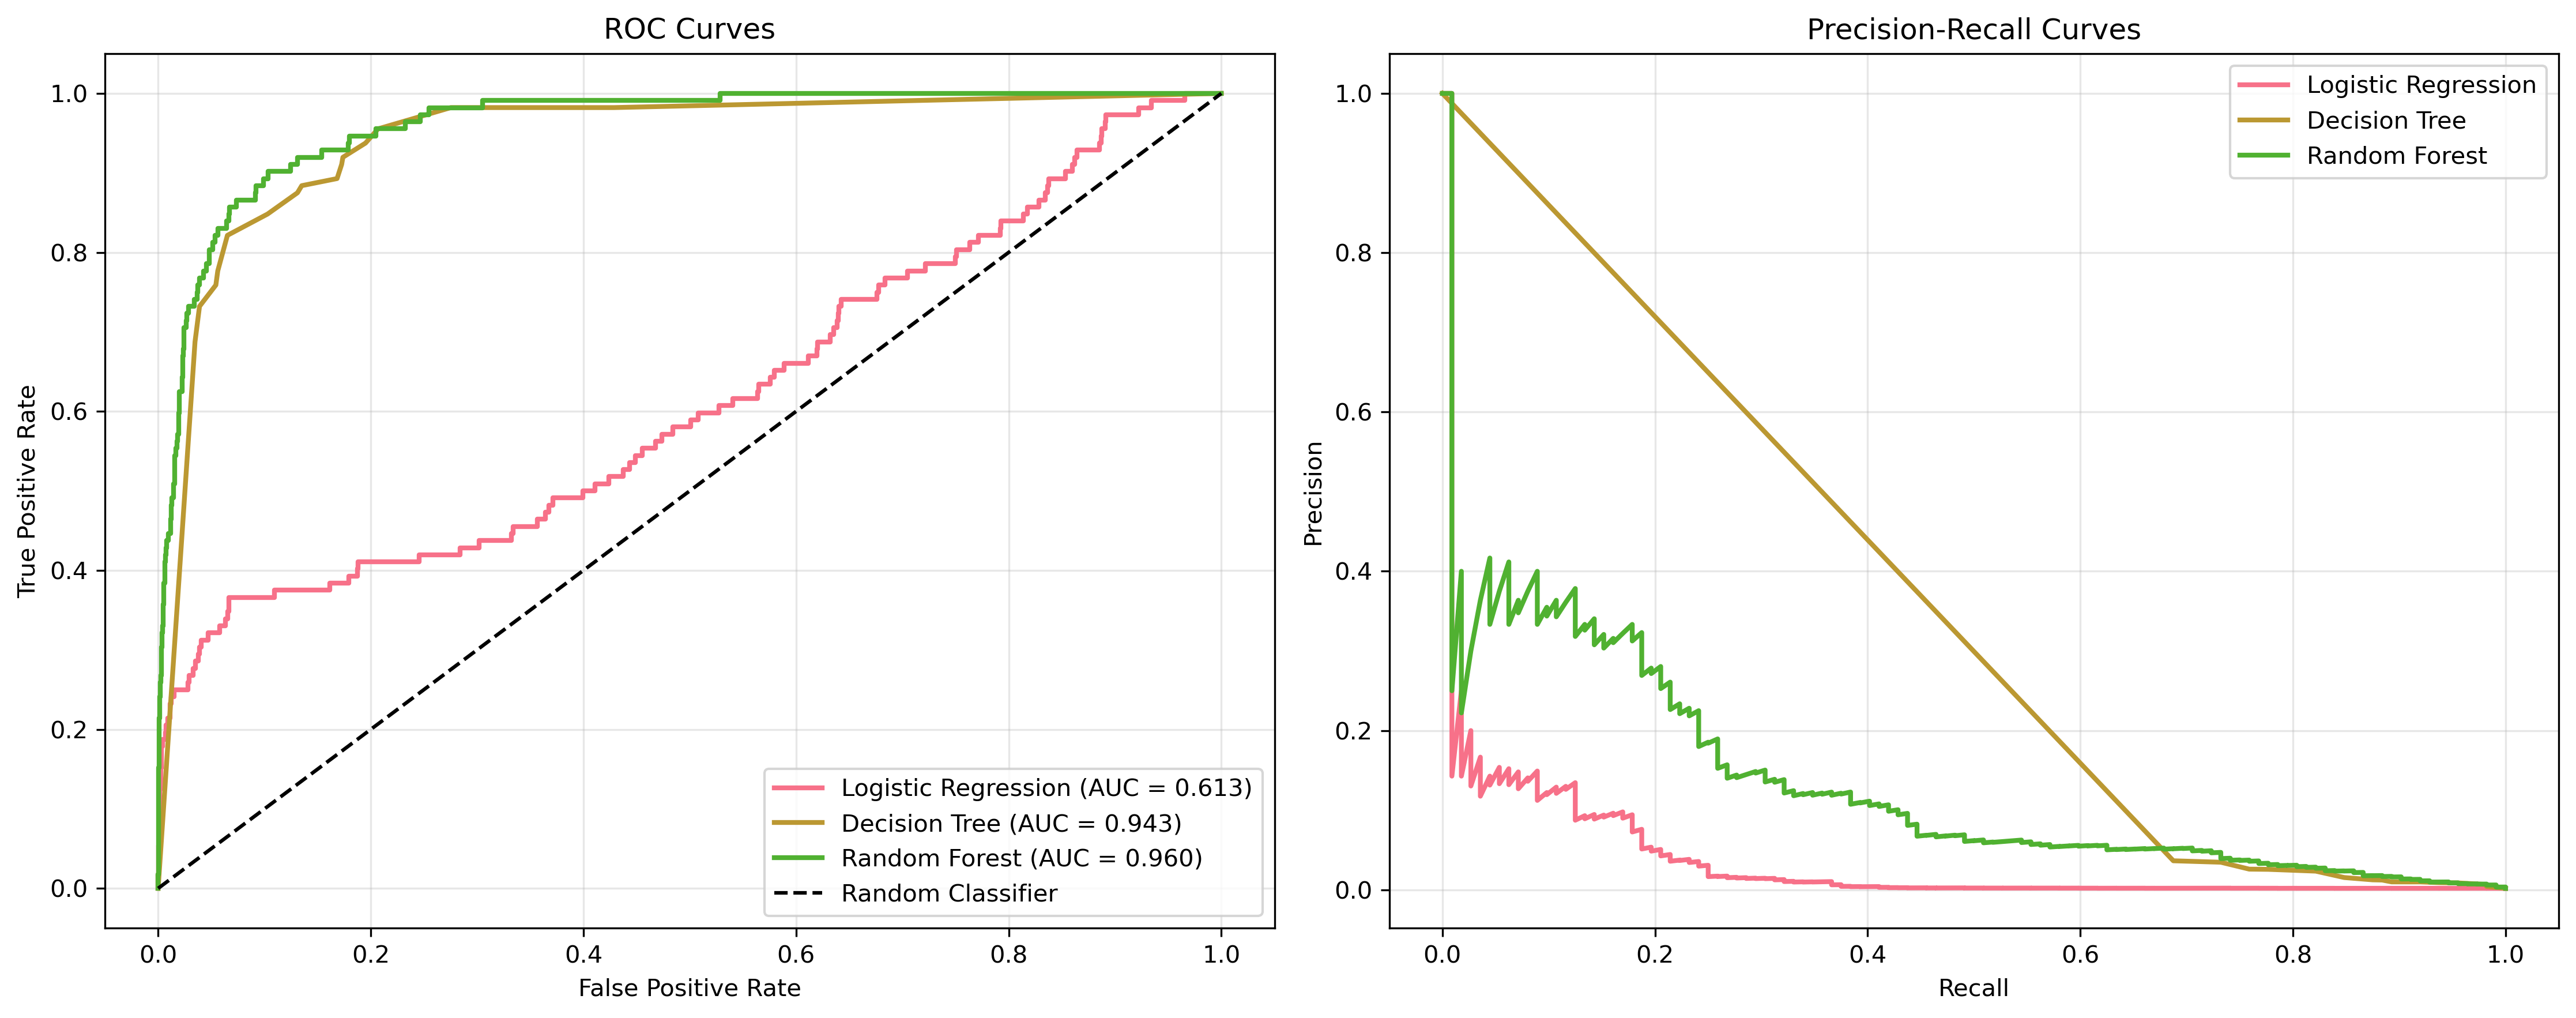 ROC Curves
True Positive Rate
1.0
0.8
0.6
0.4
0.2
0.0
Logistic Regression (AUC = 0.613)
Decision Tree (AUC = 0.943)
Random Forest (AUC = 0.960)
Random Classifier
0.0 0.2 0.4 0.6 0.8 1.0
False Positive Rate
Precision-Recall Curves
Precision
1.0
0.8
0.6
0.4
0.2
0.0
Logistic Regression
Decision Tree
Random Forest
0.0 0.2 0.4 0.6 0.8 1.0
Recall